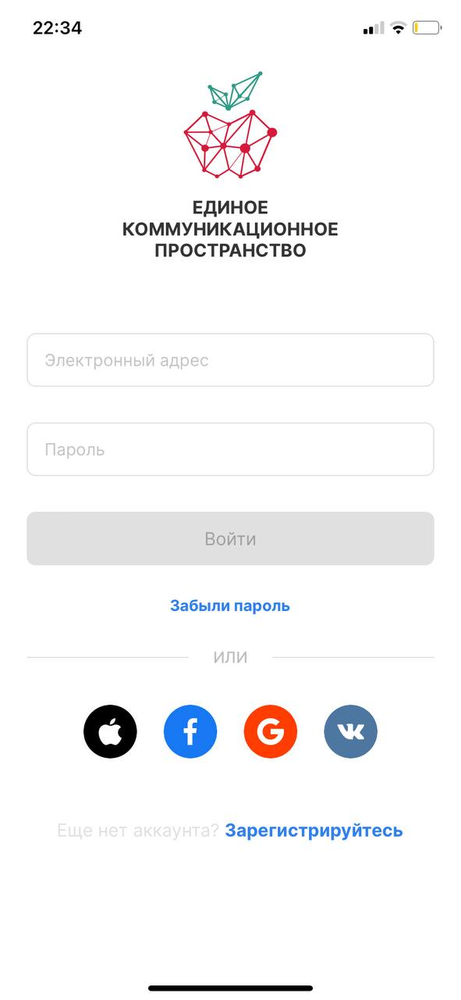 22:34
ЕДИНОЕ
КОММУНИКАЦИОННОЕ
ПРОСТРАНСТВО
Электронный адрес
Пароль
Войти
Забыли пароль
ИЛИ
Еще нет аккаунта? Зарегистрируйтесь